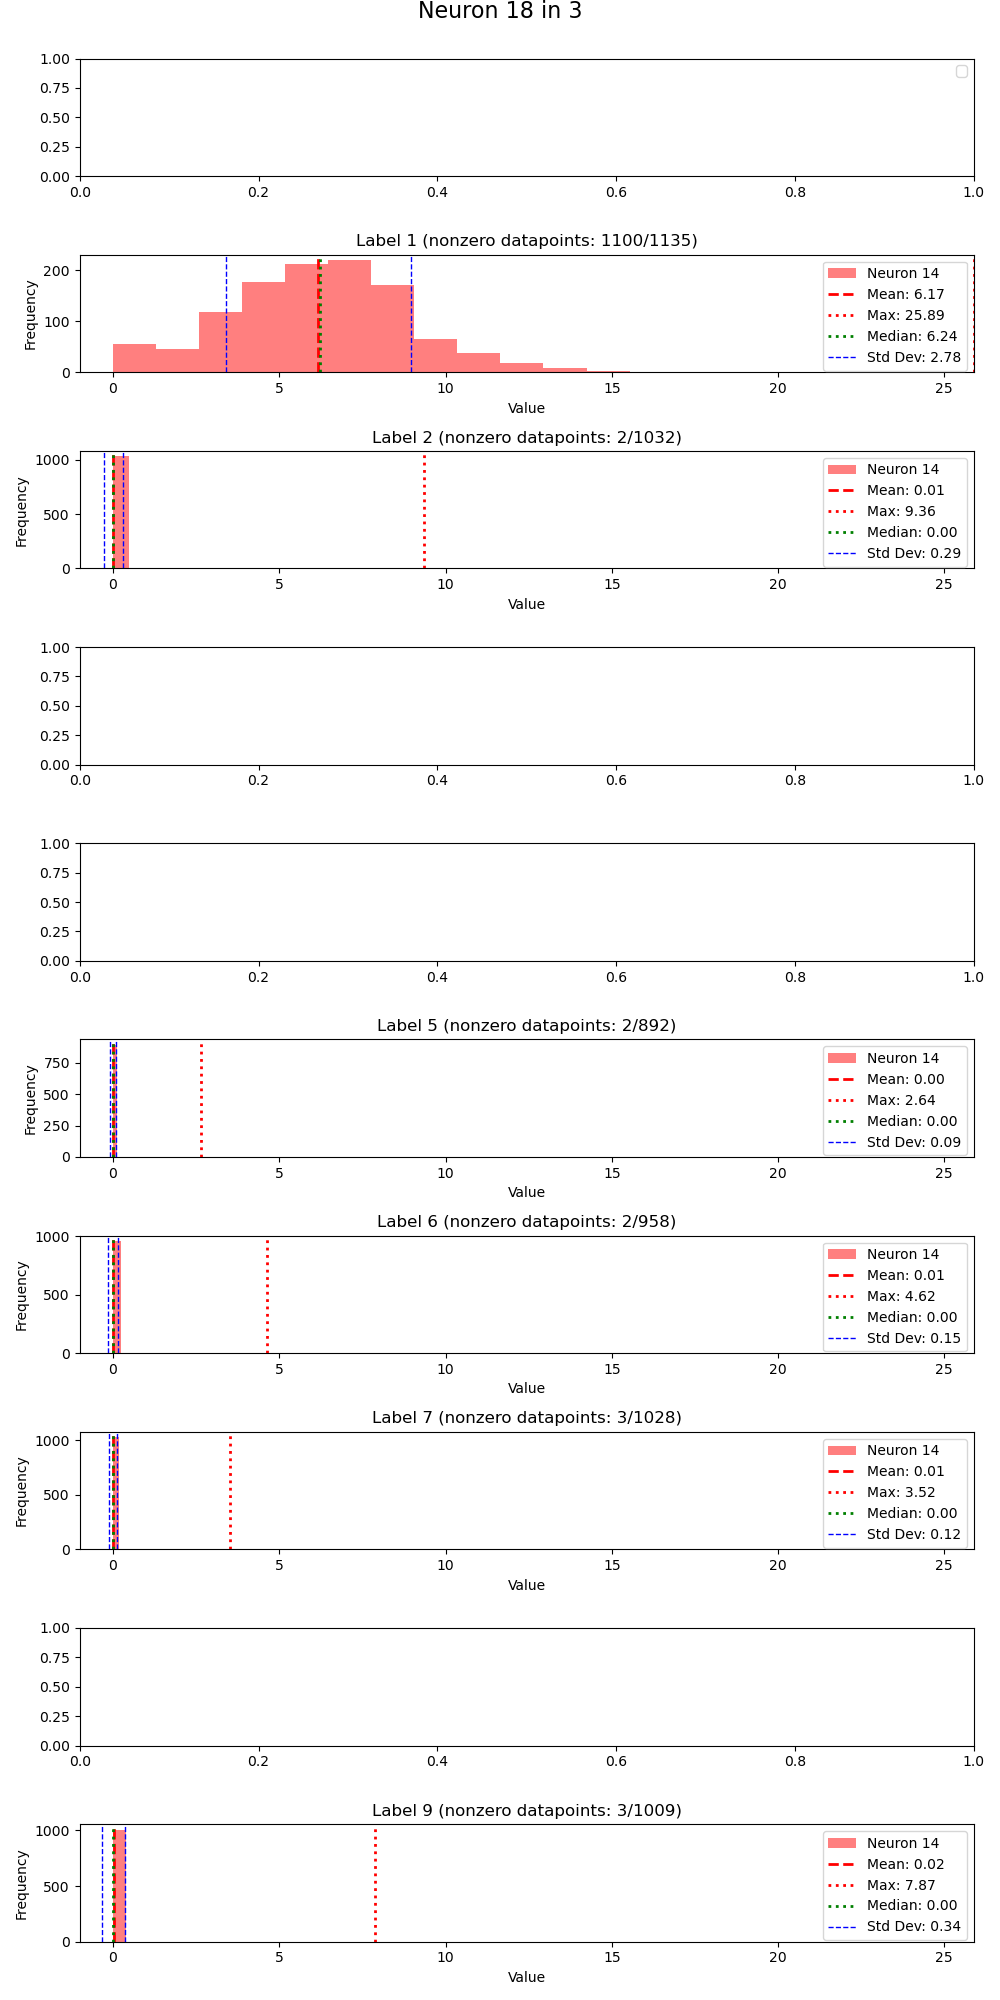 Neuron 18 in 3
1.00
0.75
0.50
0.25
0.00
0.0 0.2 0.4 0.6 0.8 1.0
Label 1 (nonzero datapoints: 1100/1135)
Frequency
200
100
0
Neuron 14
Mean: 6.17
Max: 25.89
Median: 6.24
Std Dev: 2.78
0 5 10 15 20 25
Value
Label 2 (nonzero datapoints: 2/1032)
Frequency
1000
500
0
Neuron 14
Mean: 0.01
Max: 9.36
Median: 0.00
Std Dev: 0.29
0 5 10 15 20 25
Value
1.00
0.75
0.50
0.25
0.00
0.0 0.2 0.4 0.6 0.8 1.0
1.00
0.75
0.50
0.25
0.00
0.0 0.2 0.4 0.6 0.8 1.0
Label 5 (nonzero datapoints: 2/892)
Frequency
750
500
250
0
Neuron 14
Mean: 0.00
Max: 2.64
Median: 0.00
Std Dev: 0.09
0 5 10 15 20 25
Value
Label 6 (nonzero datapoints: 2/958)
Frequency
1000
500
0
Neuron 14
Mean: 0.01
Max: 4.62
Median: 0.00
Std Dev: 0.15
0 5 10 15 20 25
Value
Label 7 (nonzero datapoints: 3/1028)
Frequency
1000
500
0
Neuron 14
Mean: 0.01
Max: 3.52
Median: 0.00
Std Dev: 0.12
0 5 10 15 20 25
Value
1.00
0.75
0.50
0.25
0.00
0.0 0.2 0.4 0.6 0.8 1.0
Label 9 (nonzero datapoints: 3/1009)
Frequency
1000
500
0
Neuron 14
Mean: 0.02
Max: 7.87
Median: 0.00
Std Dev: 0.34
0 5 10 15 20 25
Value